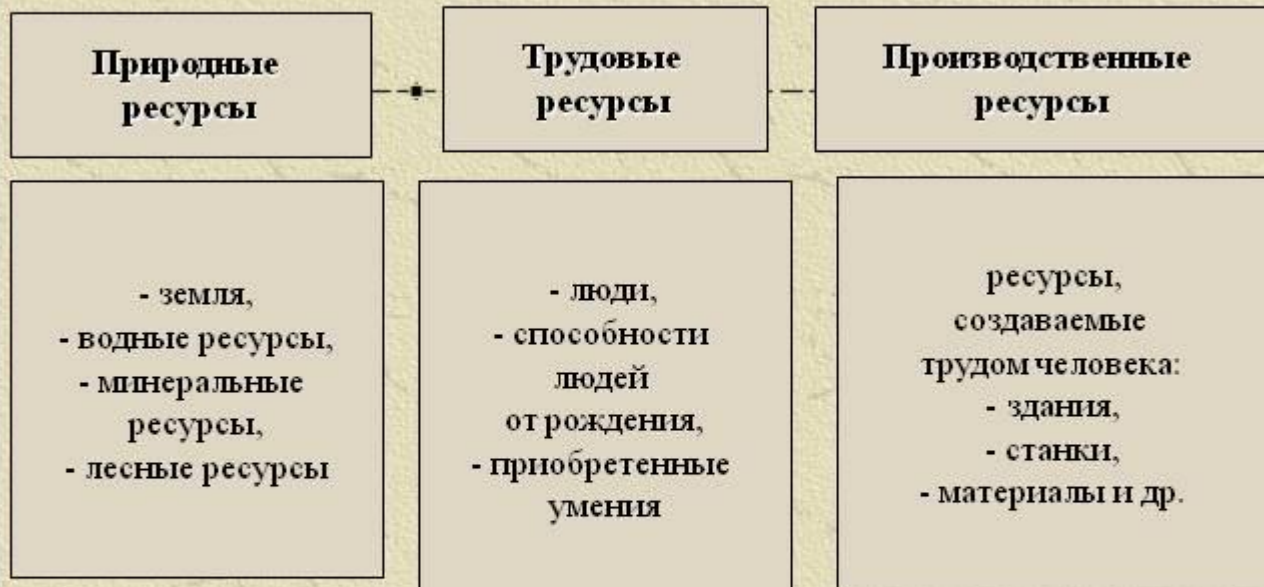 Природные
ресурсы
Трудовые
ресурсы
Производственные
ресурсы
- земля,
- водные ресурсы,
- минеральные
ресурсы,
- лесные ресурсы
- люди,
- способности
людей
от рождения,
- приобретенные
умения
ресурсы,
создаваемые
трудом человека:
- здания,
- станки,
- материалы и др.